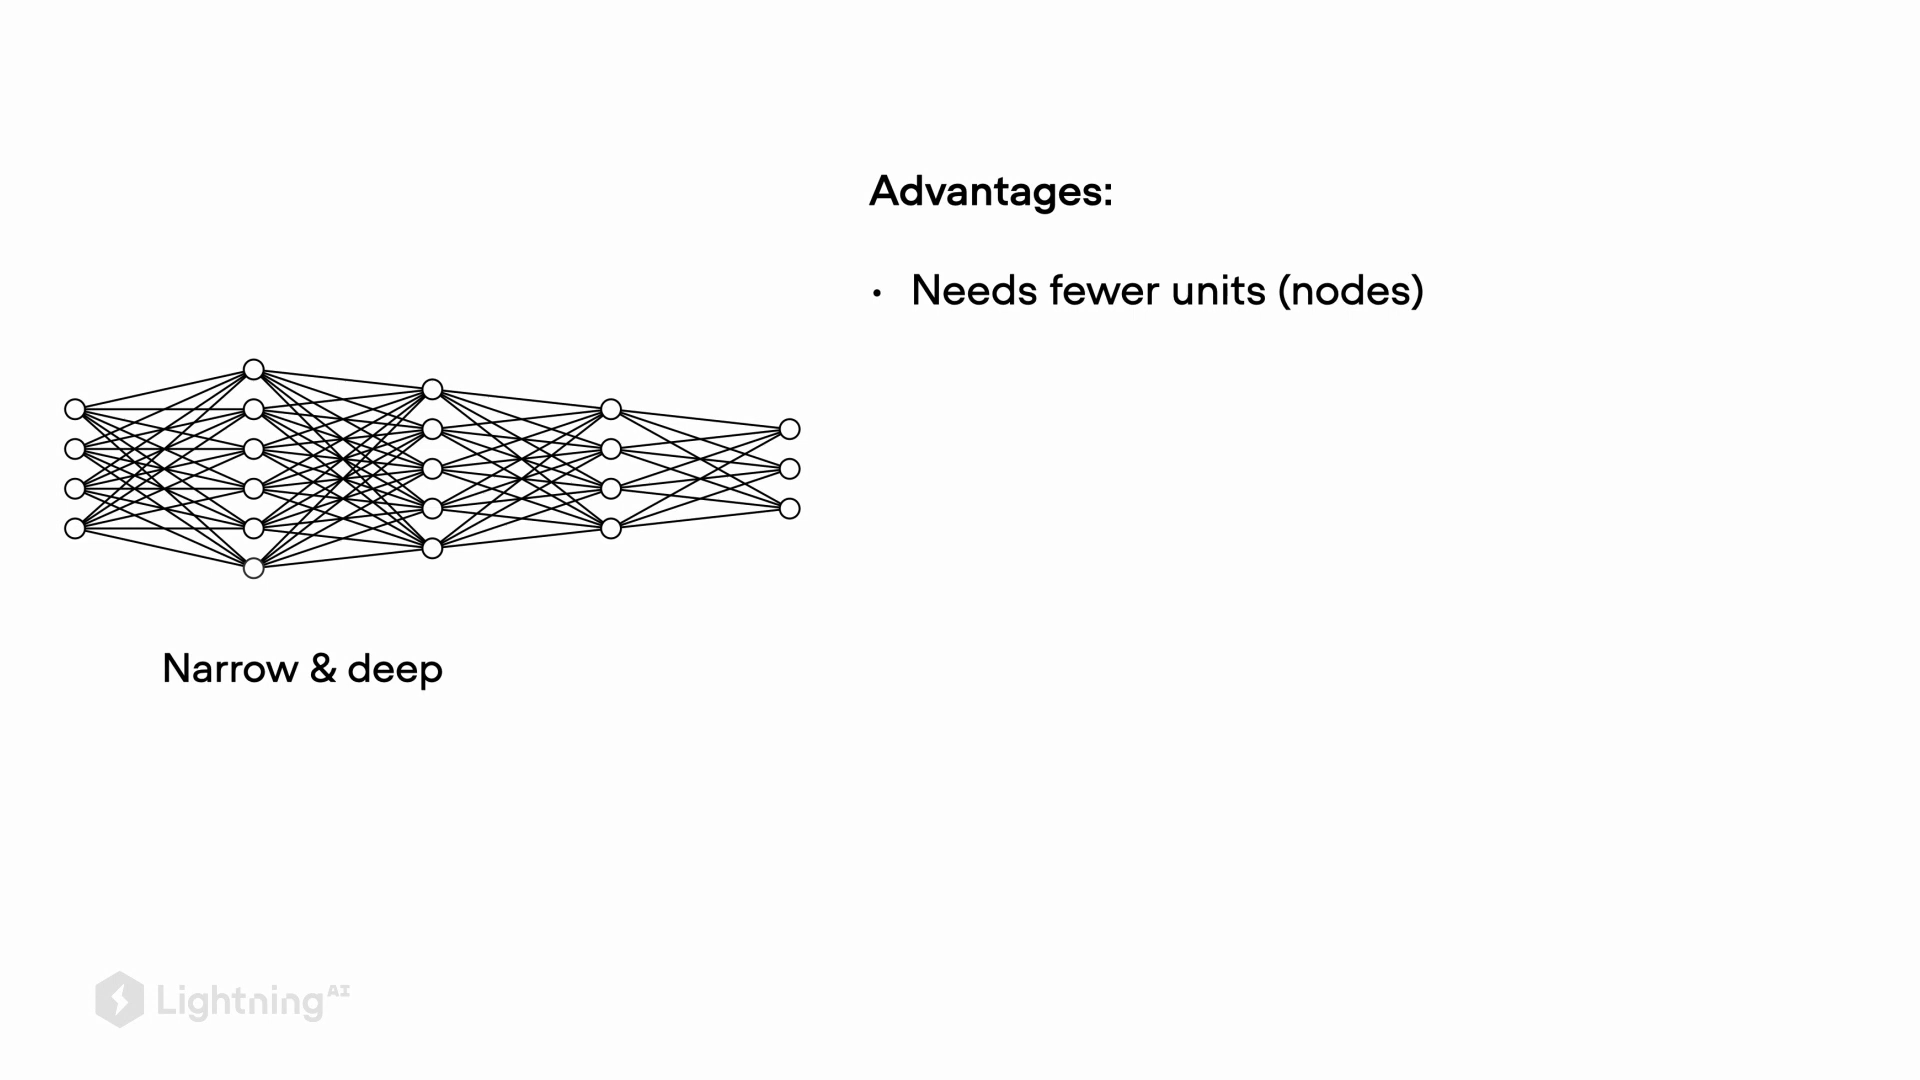 Advantages:
• Needs fewer units (nodes)
Narrow & deep
Lightning AI